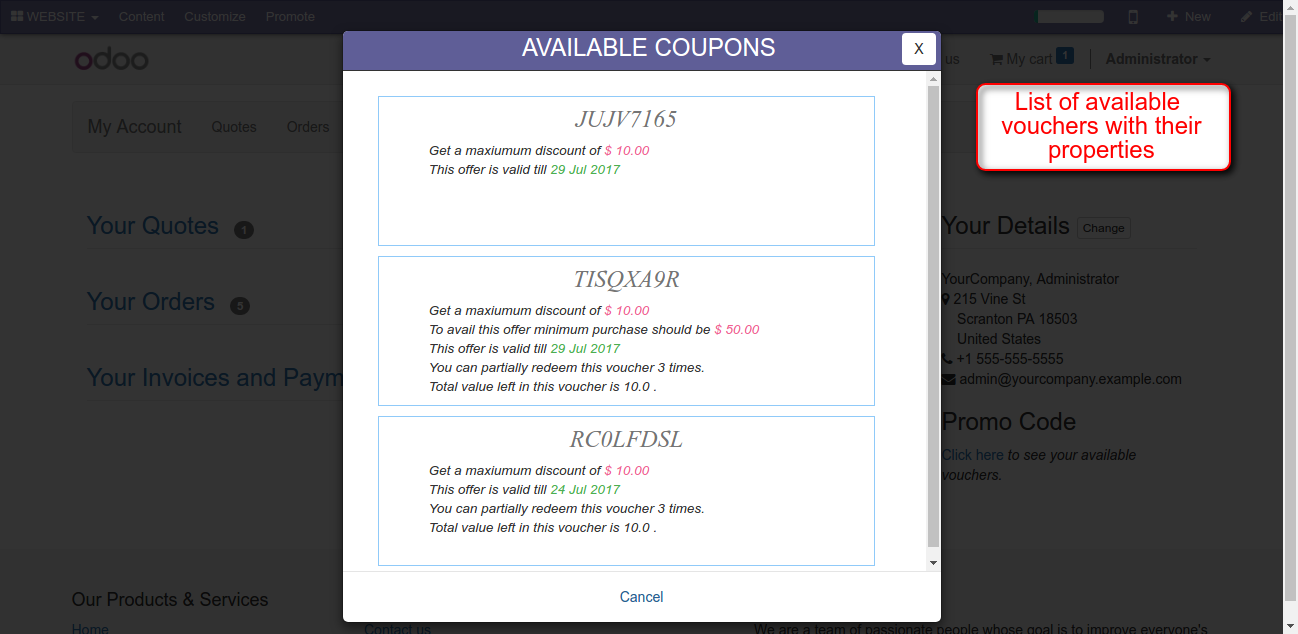 WEBSITE Content Customize Promote New Edit
AVAILABLE COUPONS
X
odoo us My cart 1 Administrator
List of available
vouchers with their
properties
My Account Quotes Orders
JUJV7165
Get a maxiumum discount of $ 10.00
This offer is valid till 29 Jul 2017
Your Quotes 1
Your Orders 5
Your Invoices and Paym
TISQXA9R
Get a maxiumum discount of $ 10.00
To avail this offer minimum purchase should be $ 50.00
This offer is valid till 29 Jul 2017
You can partially redeem this voucher 3 times.
Total value left in this voucher is 10.0 .
RC0LFDSL
Get a maxiumum discount of $ 10.00
This offer is valid till 24 Jul 2017
You can partially redeem this voucher 3 times.
Total value left in this voucher is 10.0 .
Cancel
Your Details Change
YourCompany, Administrator
215 Vine St
Scranton PA 18503
United States
+1 555-555-5555
admin@yourcompany.example.com
Promo Code
Click here to see your available
vouchers.
Our Products & Services
Home Contact us We are a team of passionate people whose goal is to improve everyone's